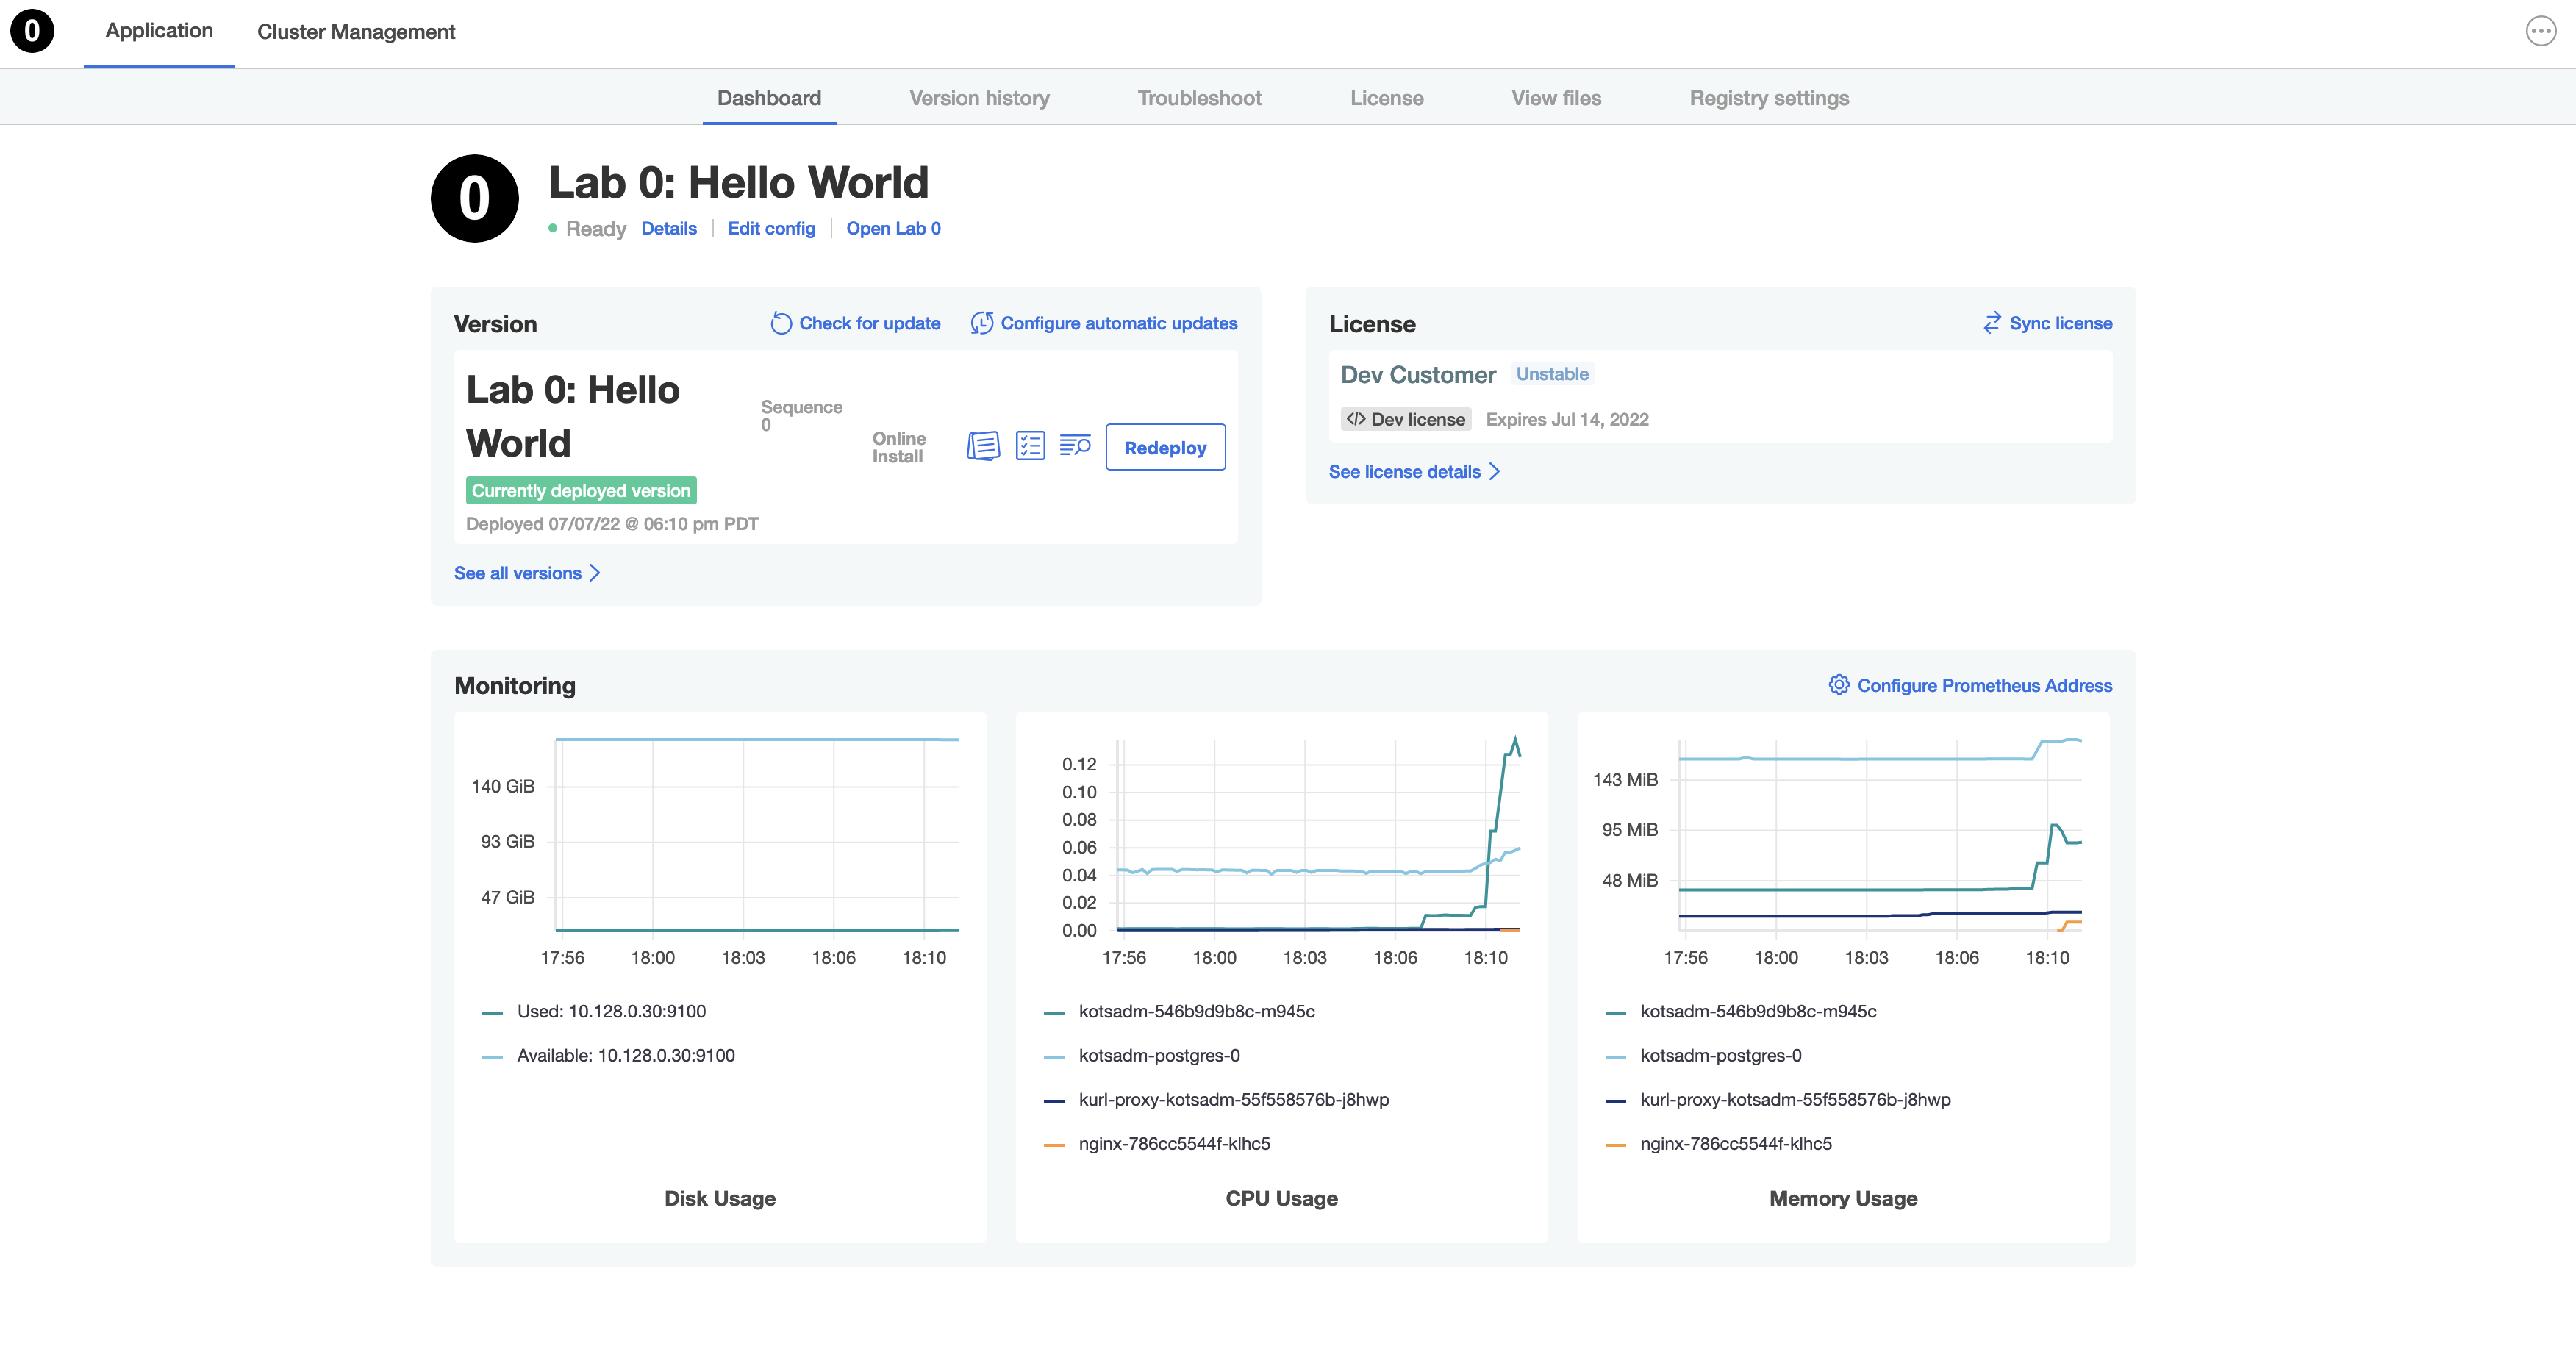 0
Application
Cluster Management
Dashboard
Version history
Troubleshoot
License
View files
Registry settings
0
Lab 0: Hello World
Ready
Details
Edit config
Open Lab 0
Version
Check for update
Configure automatic updates
Lab 0: Hello
World
Currently deployed version
Deployed 07/07/22 @ 06:10 pm PDT
Sequence
0
Online
Install
Redeploy
See all versions
License
Sync license
Dev Customer
Unstable
Dev license
Expires Jul 14, 2022
See license details
Monitoring
Configure Prometheus Address
140 GiB
93 GiB
47 GiB
17:56
18:00
18:03
18:06
18:10
Used: 10.128.0.30:9100
Available: 10.128.0.30:9100
Disk Usage
0.12
0.10
0.08
0.06
0.04
0.02
0.00
17:56
18:00
18:03
18:06
18:10
kotsadm-546b9d9b8c-m945c
kotsadm-postgres-0
kurl-proxy-kotsadm-55f558576b-j8hwp
nginx-786cc5544f-klhc5
CPU Usage
143 MiB
95 MiB
48 MiB
17:56
18:00
18:03
18:06
18:10
kotsadm-546b9d9b8c-m945c
kotsadm-postgres-0
kurl-proxy-kotsadm-55f558576b-j8hwp
nginx-786cc5544f-klhc5
Memory Usage